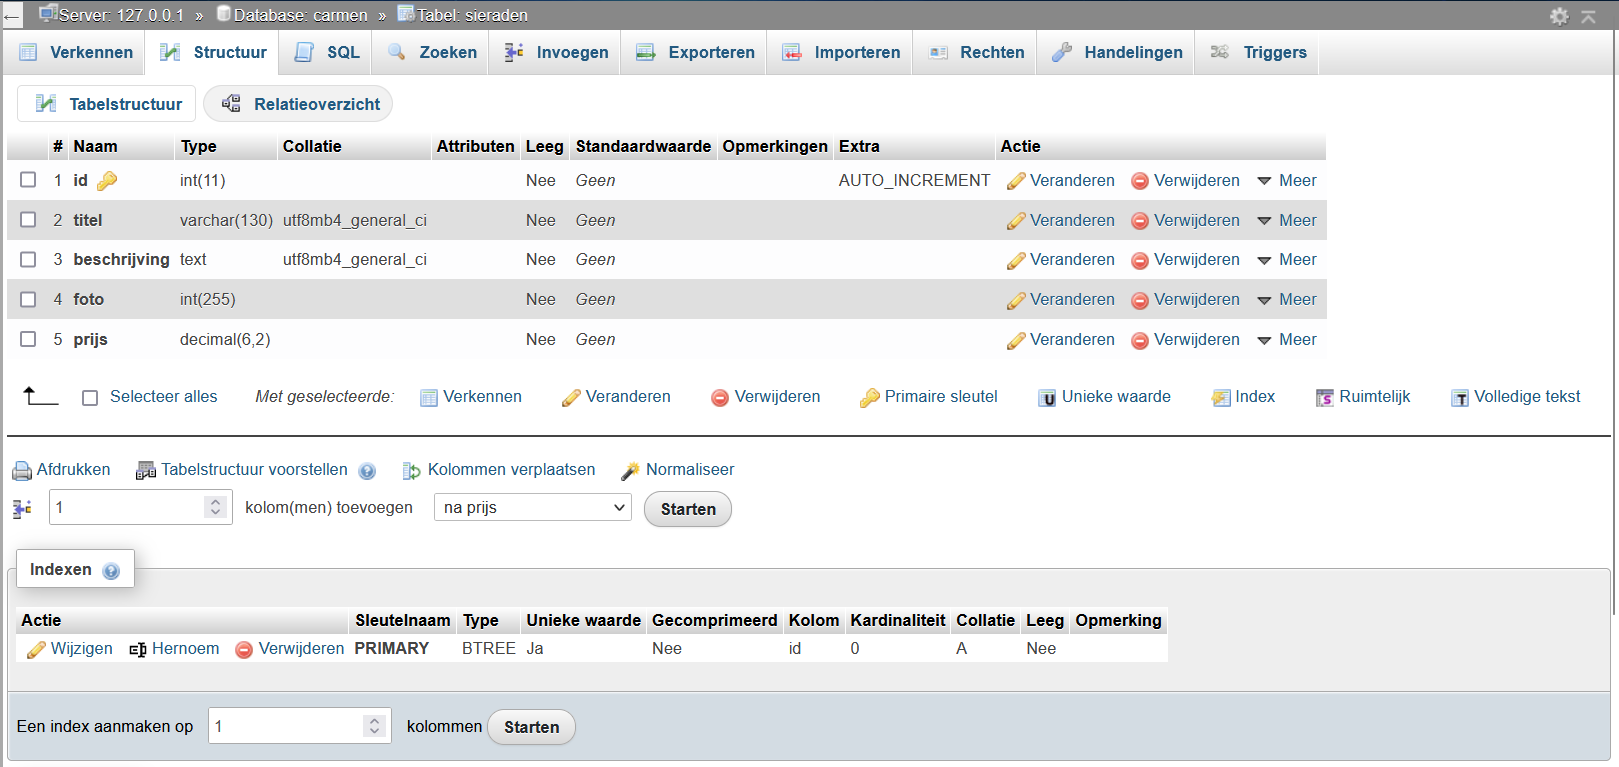 ← Server: 127.0.0.1 » Database: carmen » Tabel: sieraden
Verkennen Structuur SQL Zoeken Invoegen Exporteren Importeren Rechten Handelingen Triggers
Tabelstructuur Relatieoverzicht
# Naam Type Collatie Attributen Leeg Standaardwaarde Opmerkingen Extra Actie
1 id int(11) Nee Geen AUTO_INCREMENT Veranderen Verwijderen Meer
2 titel varchar(130) utf8mb4_general_ci Nee Geen Veranderen Verwijderen Meer
3 beschrijving text utf8mb4_general_ci Nee Geen Veranderen Verwijderen Meer
4 foto int(255) Nee Geen Veranderen Verwijderen Meer
5 prijs decimal(6,2) Nee Geen Veranderen Verwijderen Meer
Selecteer alles Met geselecteerde: Verkennen Veranderen Verwijderen Primaire sleutel Unieke waarde Index Ruimtelijk Volledige tekst
Afdrukken Tabelstructuur voorstellen Kolommen verplaatsen Normaliseer
1 kolom(men) toevoegen na prijs Starten
Indexen
Actie Sleutelnaam Type Unieke waarde Gecomprimeerd Kolom Kardinaliteit Collatie Leeg Opmerking
Wijzigen Hernoem Verwijderen PRIMARY BTREE Ja Nee id 0 A Nee
Een index aanmaken op 1 kolommen Starten